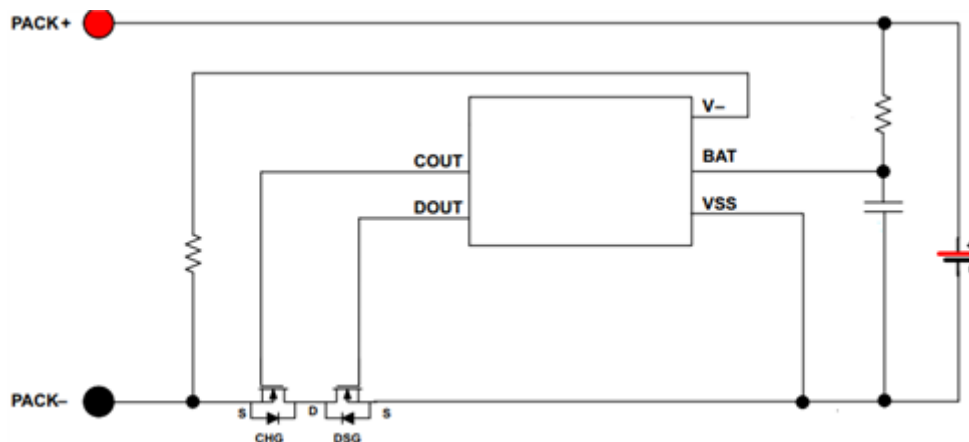 PACK+
V–
COUT
BAT
DOUT
VSS
PACK–
S
D
S
CHG
DSG